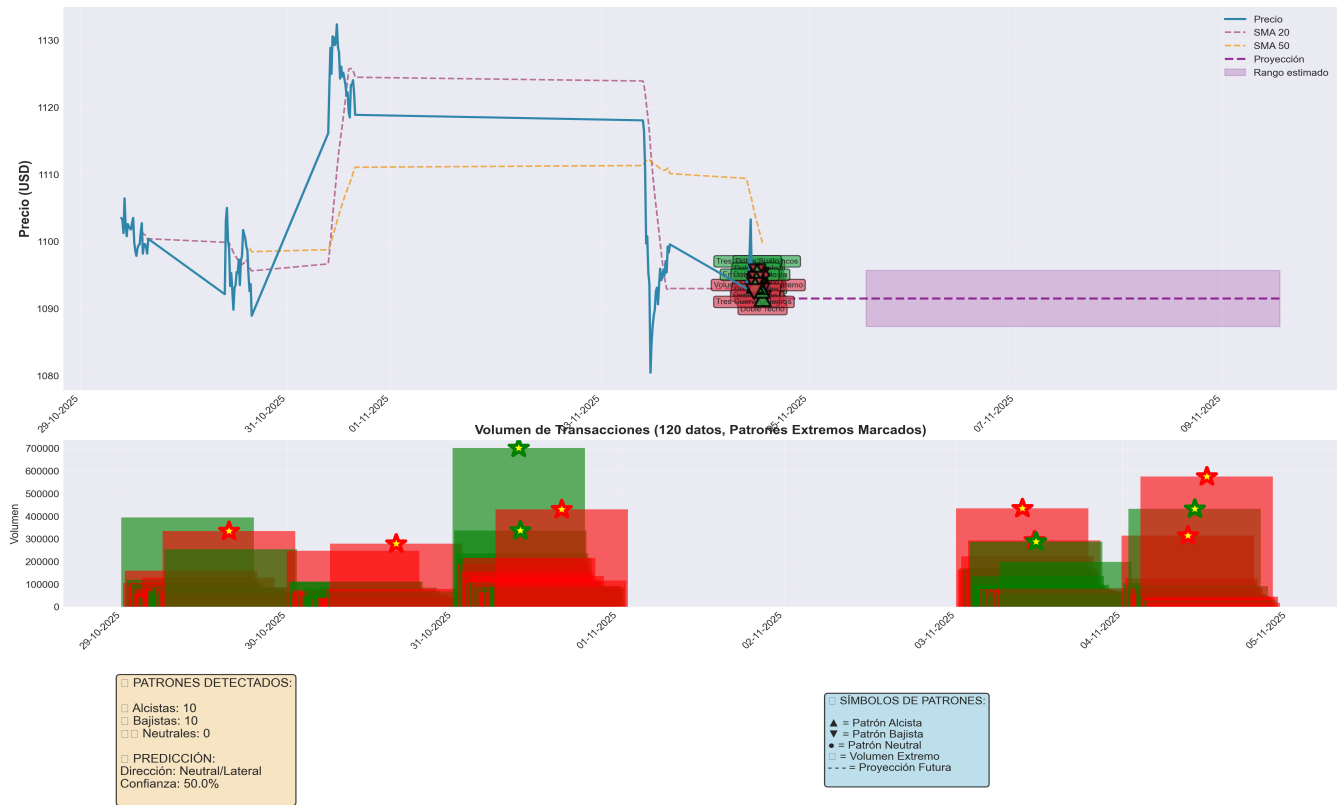 Precio
SMA 20
SMA 50
Proyección
Rango estimado
Precio (USD)
1130
1120
1110
1100
1090
1080
Doble Techo
29-10-2025
31-10-2025
01-11-2025
03-11-2025
05-11-2025
07-11-2025
09-11-2025
Volumen de Transacciones (120 datos, Patrones Extremos Marcados)
Volumen
700000
600000
500000
400000
300000
200000
100000
0
29-10-2025
30-10-2025
31-10-2025
01-11-2025
02-11-2025
03-11-2025
04-11-2025
05-11-2025
□ PATRONES DETECTADOS:
□ Alcistas: 10
□ Bajistas: 10
□□ Neutrales: 0
□ PREDICCIÓN:
Dirección: Neutral/Lateral
Confianza: 50.0%
□ SÍMBOLOS DE PATRONES:
▲ = Patrón Alcista
▼ = Patrón Bajista
● = Patrón Neutral
□ = Volumen Extremo
---- = Proyección Futura